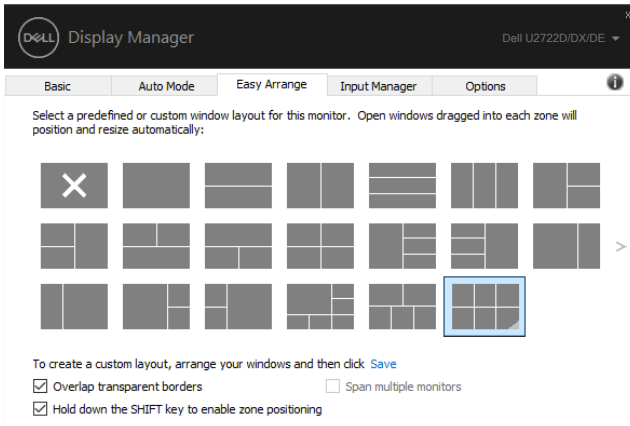 DELL Display Manager
Dell U2722D/DX/DE
Basic Auto Mode Easy Arrange Input Manager Options
Select a predefined or custom window layout for this monitor. Open windows dragged into each zone will
position and resize automatically:
To create a custom layout, arrange your windows and then click Save
Overlap transparent borders
Span multiple monitors
Hold down the SHIFT key to enable zone positioning